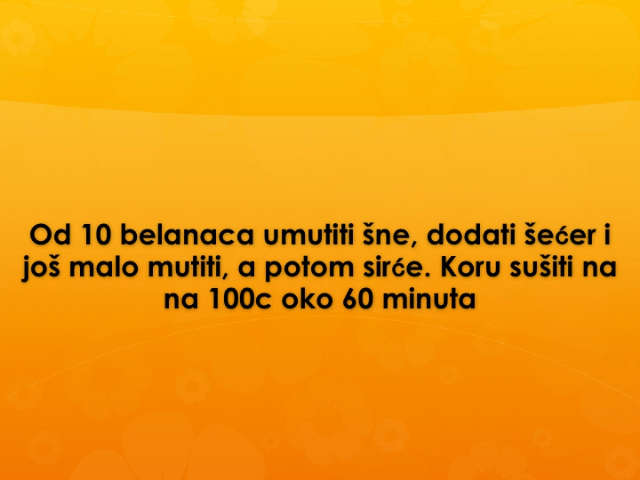 Od 10 belanaca umutiti šne, dodati šećer i
još malo mutiti, a potom sirće. Koru sušiti na
na 100c oko 60 minuta